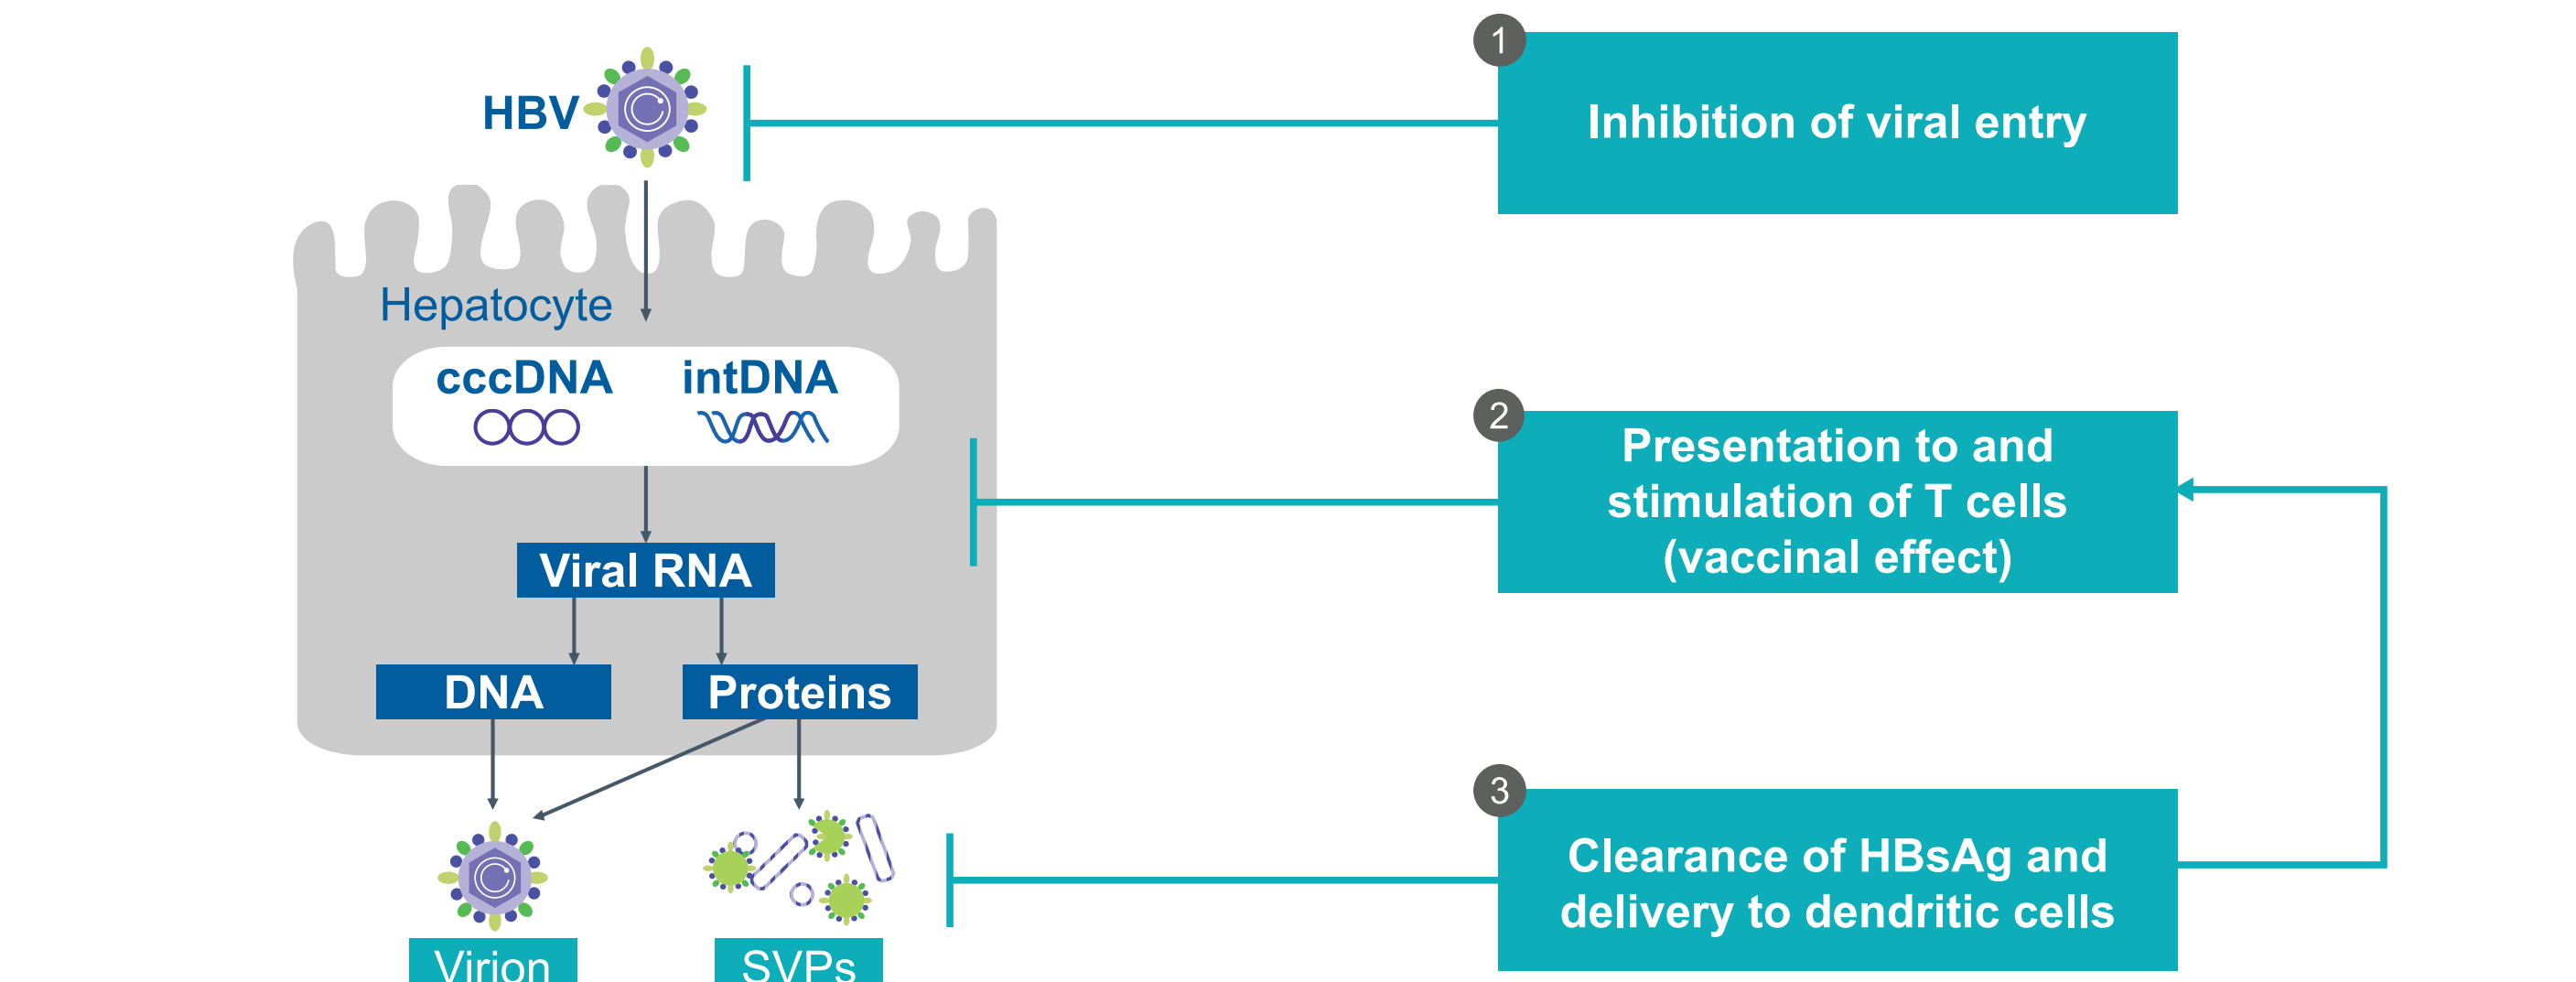 1
Inhibition of viral entry
HBV
Hepatocyte
cccDNA
intDNA
2
Presentation to and
stimulation of T cells
(vaccinal effect)
Viral RNA
DNA
Proteins
3
Clearance of HBsAg and
delivery to dendritic cells
Virion
SVPs